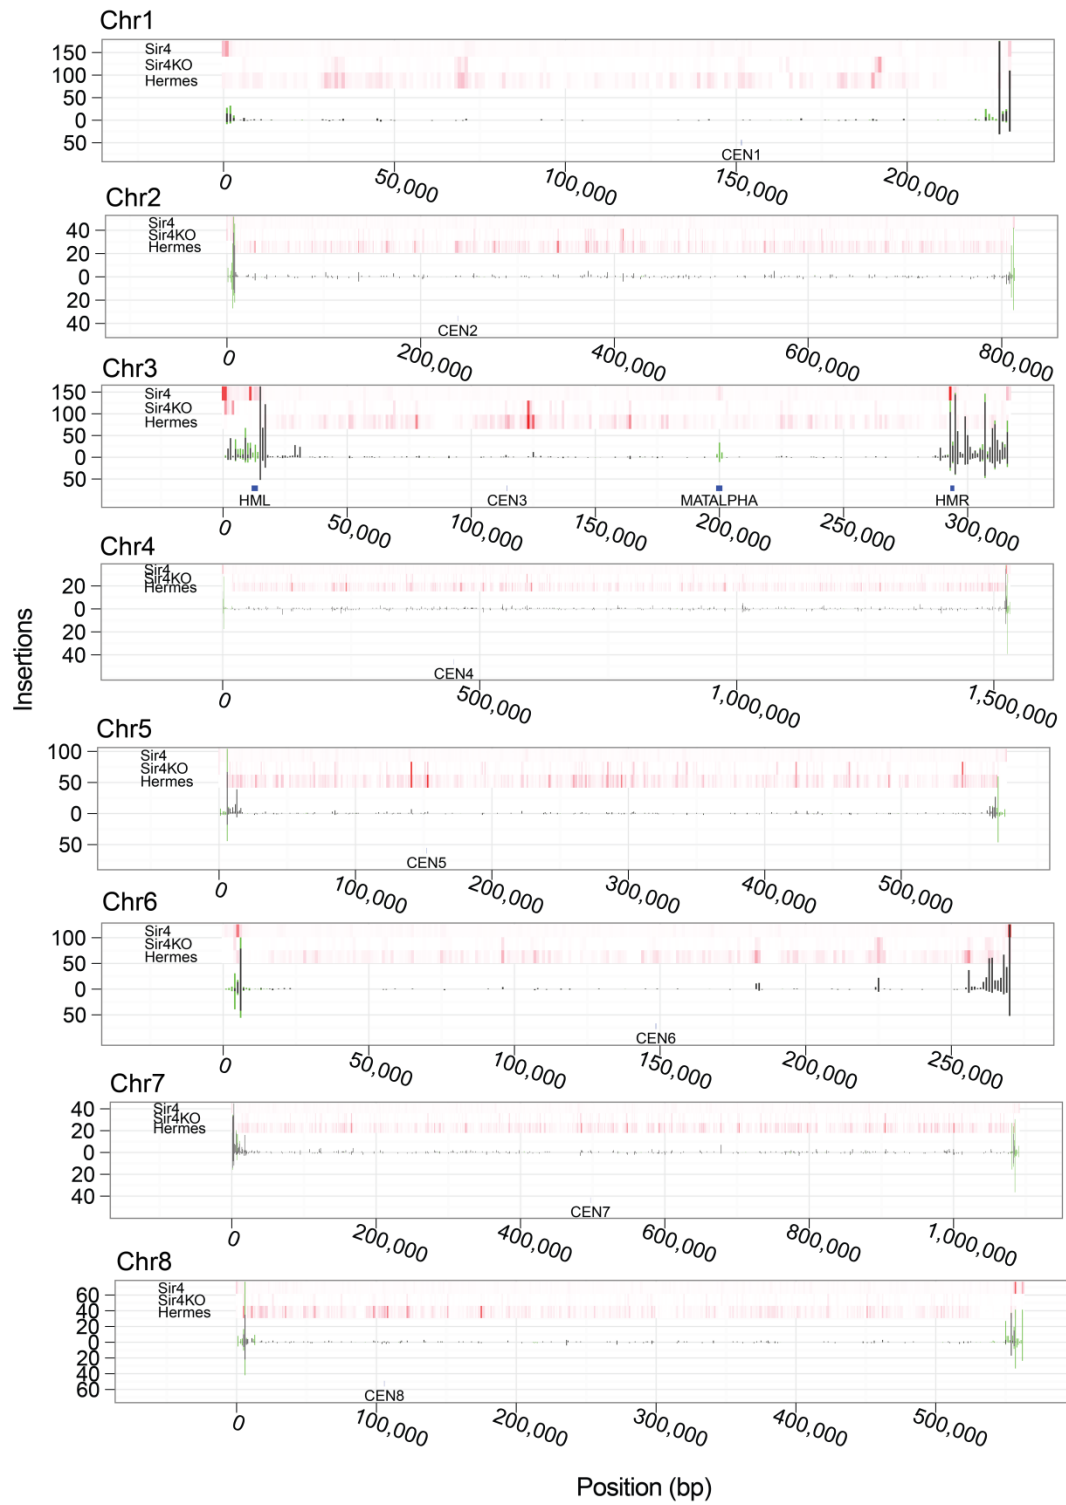 Chr1
Sir4
Sir4KO
Hermes
150
100
50
0
50
CEN1
0 50,000 100,000 150,000 200,000
Chr2
Sir4
Sir4KO
Hermes
40
20
0
20
40
CEN2
0 200,000 400,000 600,000 800,000
Chr3
Sir4
Sir4KO
Hermes
150
100
50
0
50
HML CEN3 MATALPHA HMR
0 50,000 100,000 150,000 200,000 250,000 300,000
Chr4
Sir4
Sir4KO
Hermes
20
0
20
40
CEN4
0 500,000 1,000,000 1,500,000
Insertions
Chr5
Sir4
Sir4KO
Hermes
100
50
0
50
CEN5
0 100,000 200,000 300,000 400,000 500,000
Chr6
Sir4
Sir4KO
Hermes
100
50
0
50
CEN6
0 50,000 100,000 150,000 200,000 250,000
Chr7
Sir4
Sir4KO
Hermes
40
20
0
20
40
CEN7
0 200,000 400,000 600,000 800,000 1,000,000
Chr8
Sir4
Sir4KO
Hermes
60
40
20
0
20
40
60
CEN8
0 100,000 200,000 300,000 400,000 500,000
Position (bp)